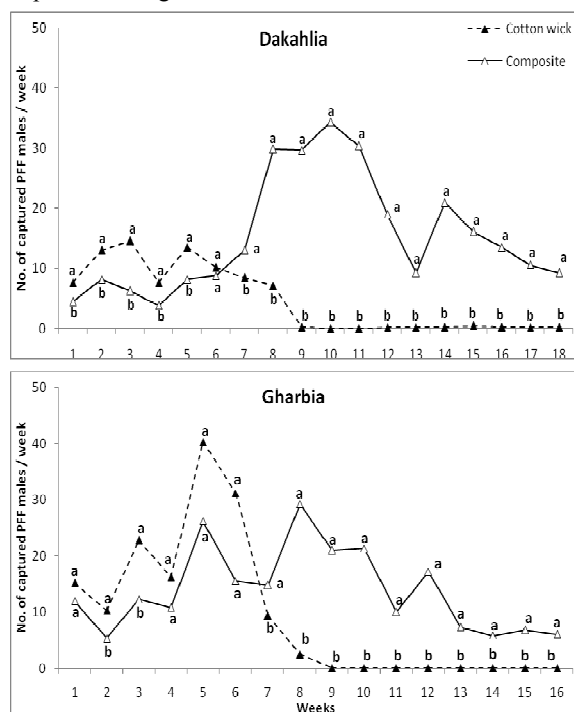 50
Dakahlia
Cotton wick
Composite
No. of captured PFF males / week
40
30
20
10
0
a a a a a a a a a a a a a a a a a a
b b b b b a b b b b b b b b b b b b
1 2 3 4 5 6 7 8 9 10 11 12 13 14 15 16 17 18
50
Gharbia
No. of captured PFF males / week
40
30
20
10
0
a a a a a a a a a a a a a a a a
a b b a a a b b b b b b b b b b
1 2 3 4 5 6 7 8 9 10 11 12 13 14 15 16
Weeks